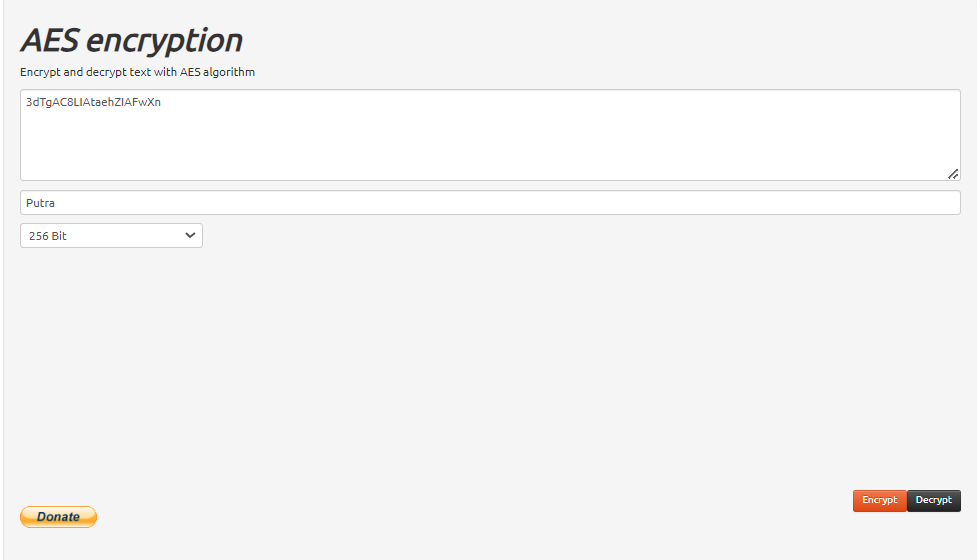 AES encryption
Encrypt and decrypt text with AES algorithm
3dTgAC8LIAtaehZIAFwXn
Putra
256 Bit
Encrypt Decrypt
Donate